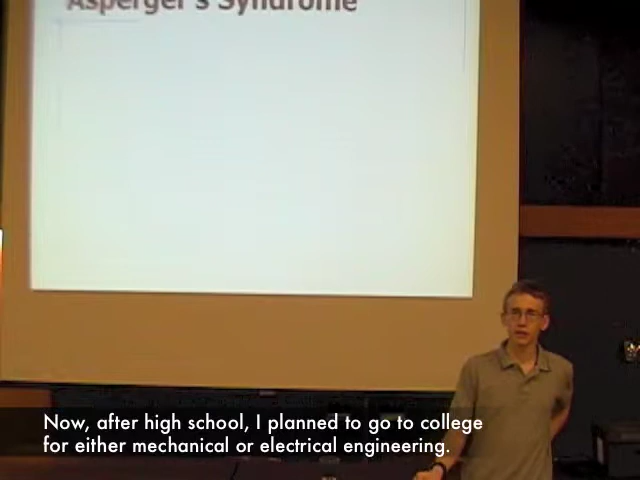 Asperger's Syndrome
Now, after high school, I planned to go to college
for either mechanical or electrical engineering.